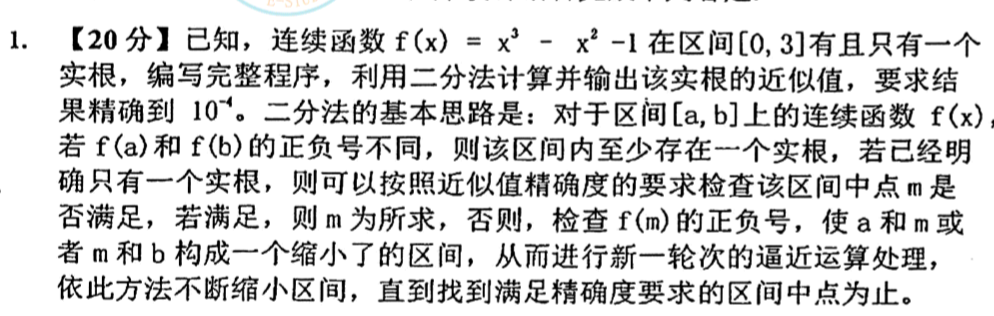 1. 【20分】已知，连续函数 f(x) = x³ - x² -1 在区间[0, 3]有且只有一个
实根，编写完整程序，利用二分法计算并输出该实根的近似值，要求结
果精确到 10⁻⁴。二分法的基本思路是：对于区间[a, b]上的连续函数 f(x)，
若 f(a)和 f(b)的正负号不同，则该区间内至少存在一个实根，若已经明
确只有一个实根，则可以按照近似值精确度的要求检查该区间中点 m 是
否满足，若满足，则 m 为所求，否则，检查 f(m)的正负号，使 a 和 m 或
者 m 和 b 构成一个缩小了的区间，从而进行新一轮次的逼近运算处理，
依此方法不断缩小区间，直到找到满足精确度要求的区间中点为止。